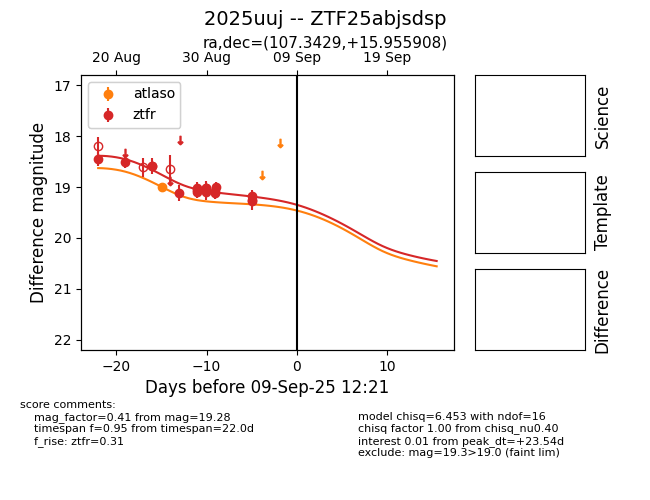 2025uuj -- ZTF25abjsdsp
ra,dec=(107.3429,+15.955908)
20 Aug 30 Aug 09 Sep 19 Sep
atlaso
ztfr
17
18
19
20
21
22
Difference magnitude
−20 −10 0 10
Days before 09-Sep-25 12:21
Science
Template
Difference
score comments:
mag_factor=0.41 from mag=19.28
timespan f=0.95 from timespan=22.0d
f_rise: ztfr=0.31
model chisq=6.453 with ndof=16
chisq factor 1.00 from chisq_nu0.40
interest 0.01 from peak_dt=+23.54d
exclude: mag=19.3>19.0 (faint lim)